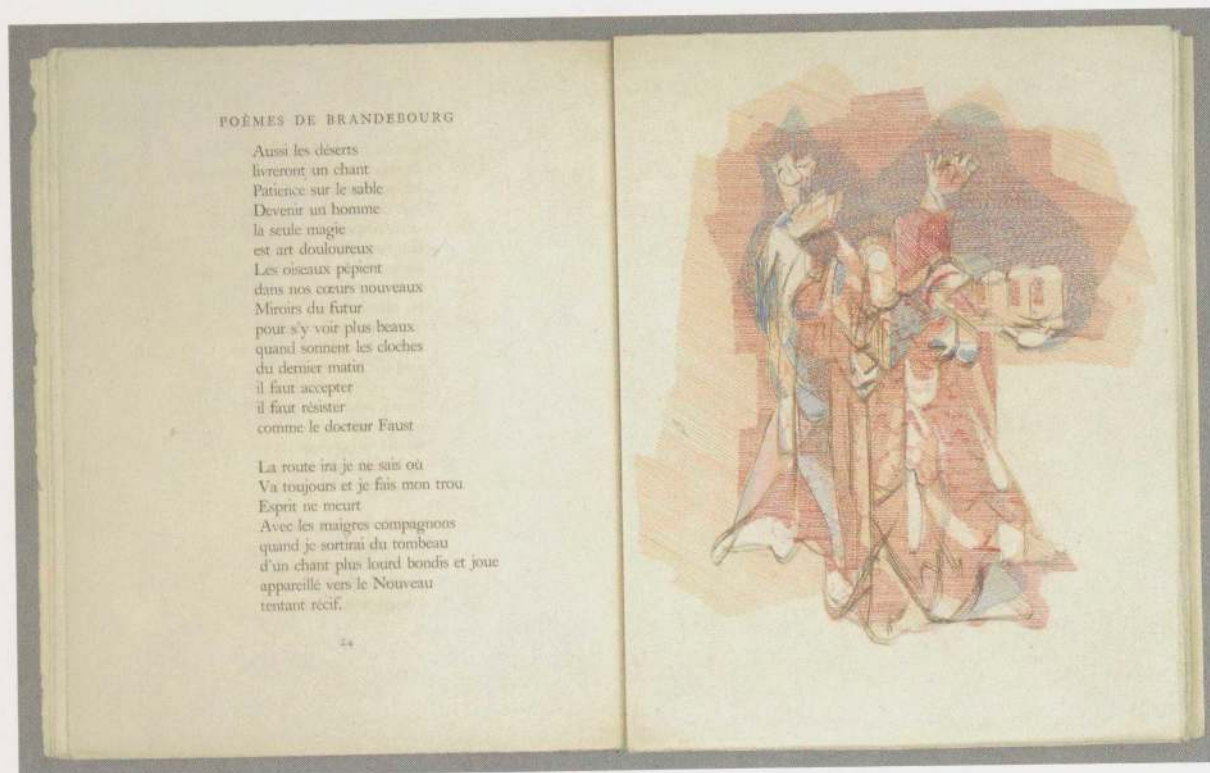 POÈMES DE BRANDEBOURG
Aussi les déserts
livreront un chant
Patience sur le sable
Devenir un homme
la seule magie
est art douloureux
Les oiseaux pépient
dans nos cœurs nouveaux
Miroirs du futur
pour s'y voir plus beaux
quand sonnent les cloches
du dernier matin
il faut accepter
il faut résister
comme le docteur Faust

La route ira je ne sais où
Va toujours et je fais mon trou
Esprit ne meurt
Avec les maigres compagnons
quand je sortirai du tombeau
d'un chant plus lourd bondis et joue
appareillé vers le Nouveau
tentant récif.
24